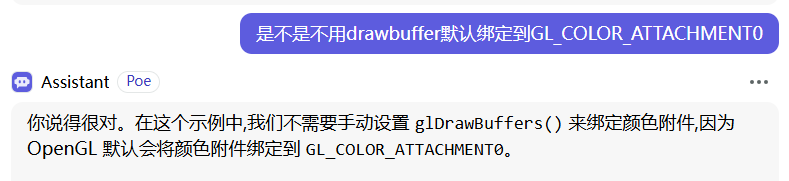 是不是不用drawbuffer默认绑定到GL_COLOR_ATTACHMENT0
Assistant Poe
你说得很对。在这个示例中,我们不需要手动设置 glDrawBuffers() 来绑定颜色附件,因为
OpenGL 默认会将颜色附件绑定到 GL_COLOR_ATTACHMENT0。